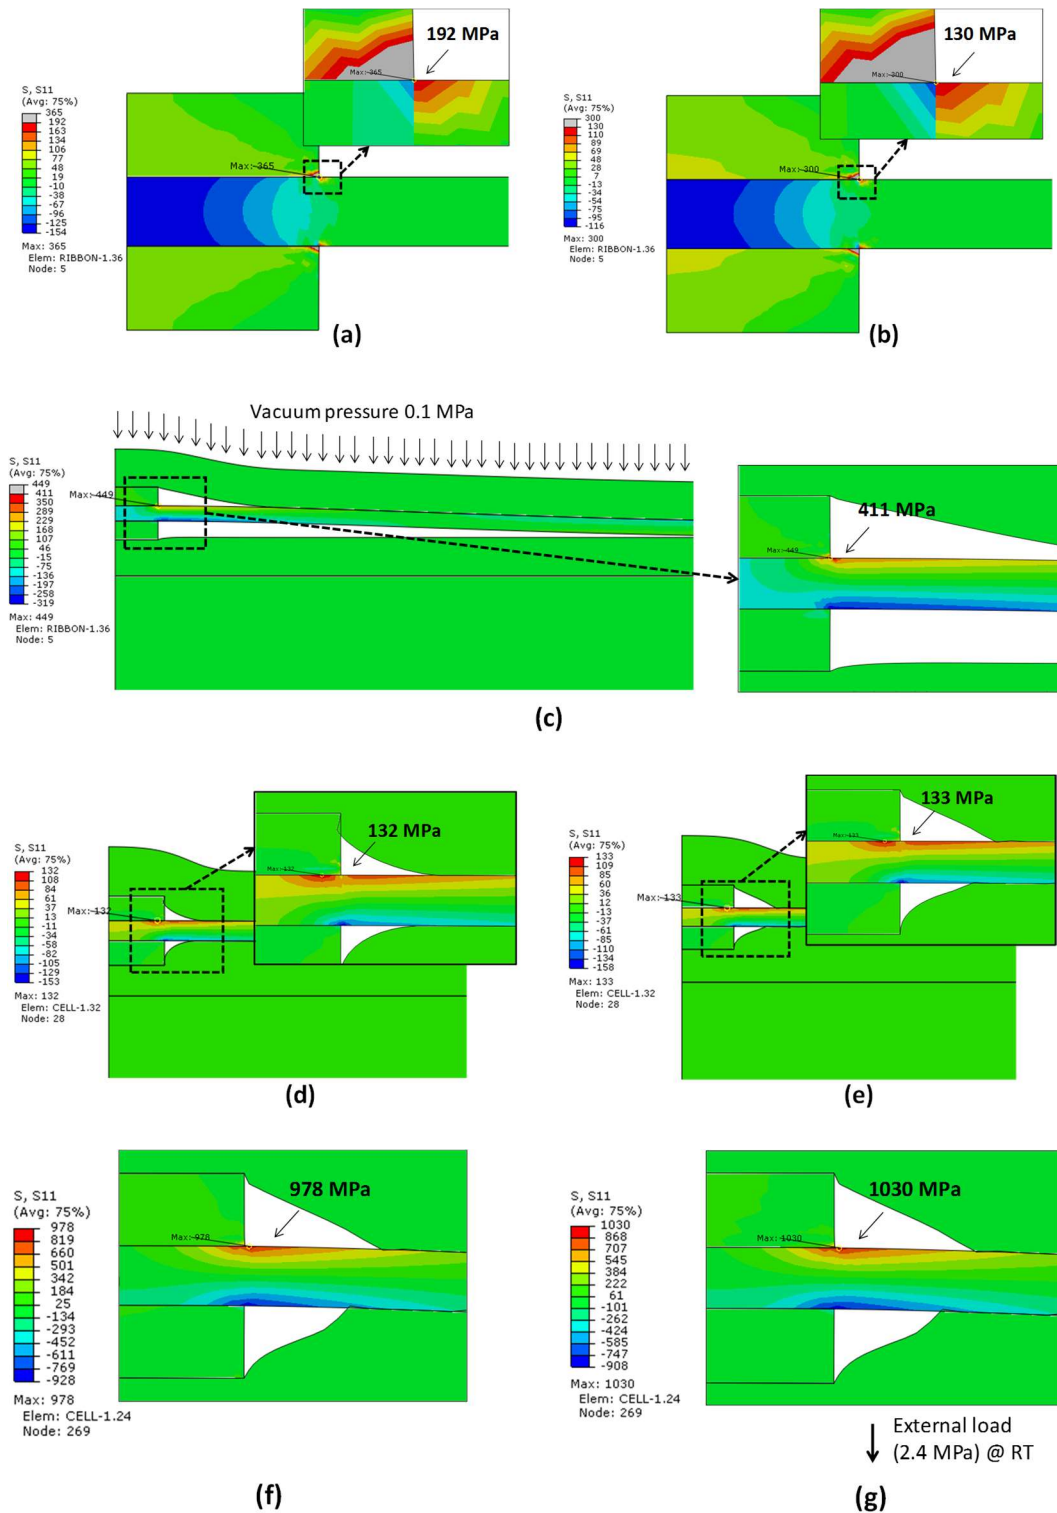 192 MPa
Max: 365
S, S11
(Avg: 75%)
365
192
163
134
106
77
48
19
-10
-38
-67
-96
-125
-154
Max: 365
Elem: RIBBON-1.36
Node: 5
Max: 365
(a)
130 MPa
Max: 300
S, S11
(Avg: 75%)
300
130
110
89
69
48
28
7
-13
-34
-54
-75
-95
-116
Max: 300
Elem: RIBBON-1.36
Node: 5
Max: 300
(b)
Vacuum pressure 0.1 MPa
S, S11
(Avg: 75%)
449
411
350
289
229
168
107
46
-15
-75
-136
-197
-258
-319
Max: 449
Elem: RIBBON-1.36
Node: 5
Max: 449
411 MPa
Max: 449
(c)
S, S11
(Avg: 75%)
132
108
84
61
37
13
-11
-34
-58
-82
-105
-129
-153
Max: 132
Elem: CELL-1.32
Node: 28
Max: 132
132 MPa
Max: 132
(d)
S, S11
(Avg: 75%)
133
109
85
60
36
12
-13
-37
-61
-85
-110
-134
-158
Max: 133
Elem: CELL-1.32
Node: 28
Max: 133
133 MPa
Max: 133
(e)
S, S11
(Avg: 75%)
978
819
660
501
342
184
25
-134
-293
-452
-611
-769
-928
Max: 978
Elem: CELL-1.24
Node: 269
978 MPa
Max: 978
(f)
S, S11
(Avg: 75%)
1030
868
707
545
384
222
61
-101
-262
-424
-585
-747
-908
Max: 1030
Elem: CELL-1.24
Node: 269
1030 MPa
Max: 1030
External load
(2.4 MPa) @ RT
(g)